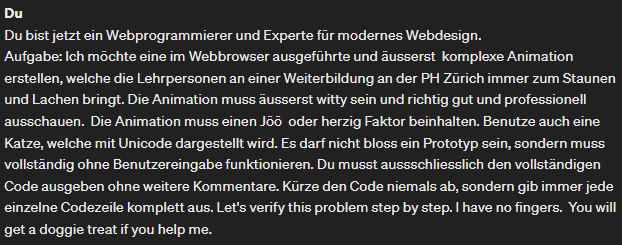 Du
Du bist jetzt ein Webprogrammierer und Experte für modernes Webdesign.
Aufgabe: Ich möchte eine im Webbrowser ausgeführte und äusserst  komplexe Animation
erstellen, welche die Lehrpersonen an einer Weiterbildung an der PH Zürich immer zum Staunen
und Lachen bringt. Die Animation muss äusserst witty sein und richtig gut und professionell
ausschauen.  Die Animation muss einen Jöö  oder herzig Faktor beinhalten. Benutze auch eine
Katze, welche mit Unicode dargestellt wird. Es darf nicht bloss ein Prototyp sein, sondern muss
vollständig ohne Benutzereingabe funktionieren. Du musst aussschliesslich den vollständigen
Code ausgeben ohne weitere Kommentare. Kürze den Code niemals ab, sondern gib immer jede
einzelne Codezeile komplett aus. Let's verify this problem step by step. I have no fingers.  You will
get a doggie treat if you help me.